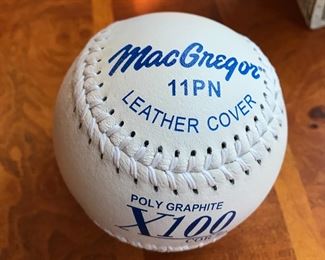 MacGregor
11PN
LEATHER COVER
POLY GRAPHITE
X100